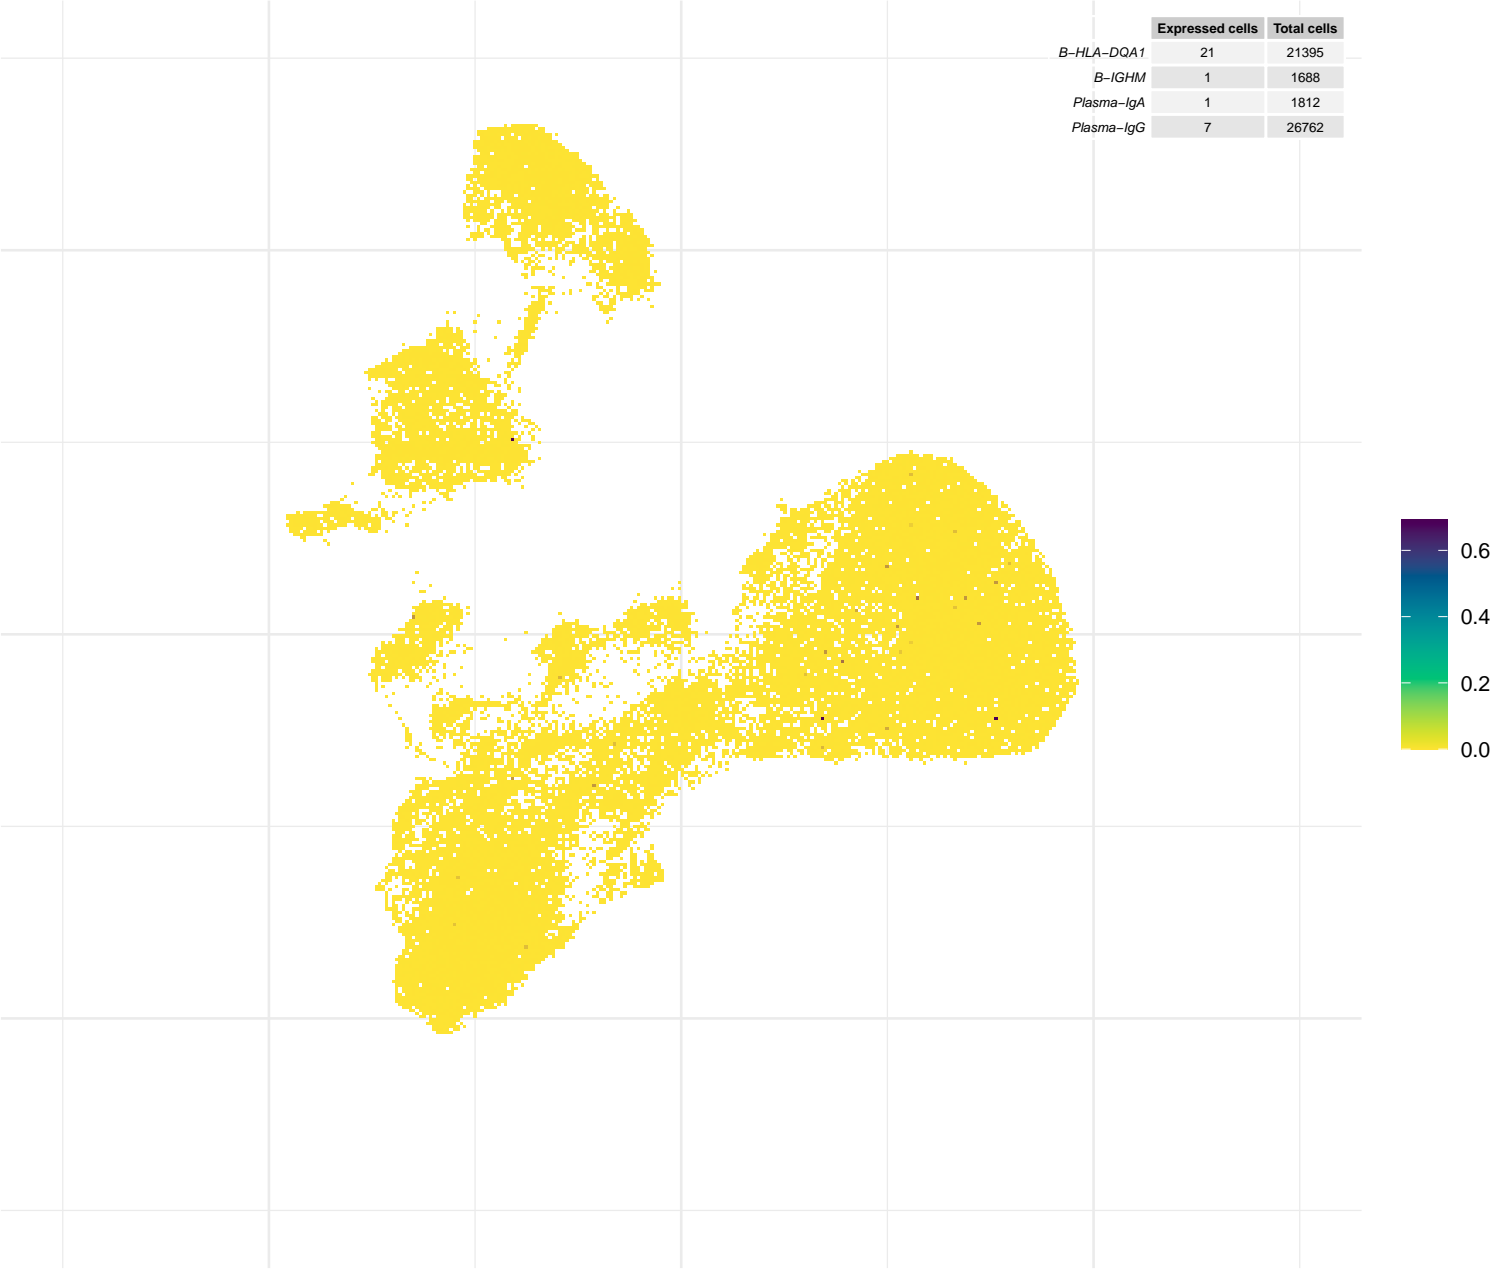 Expressed cells Total cells
B−HLA−DQA1 21 21395
B−IGHM 1 1688
Plasma−IgA 1 1812
Plasma−IgG 7 26762
0.6
0.4
0.2
0.0